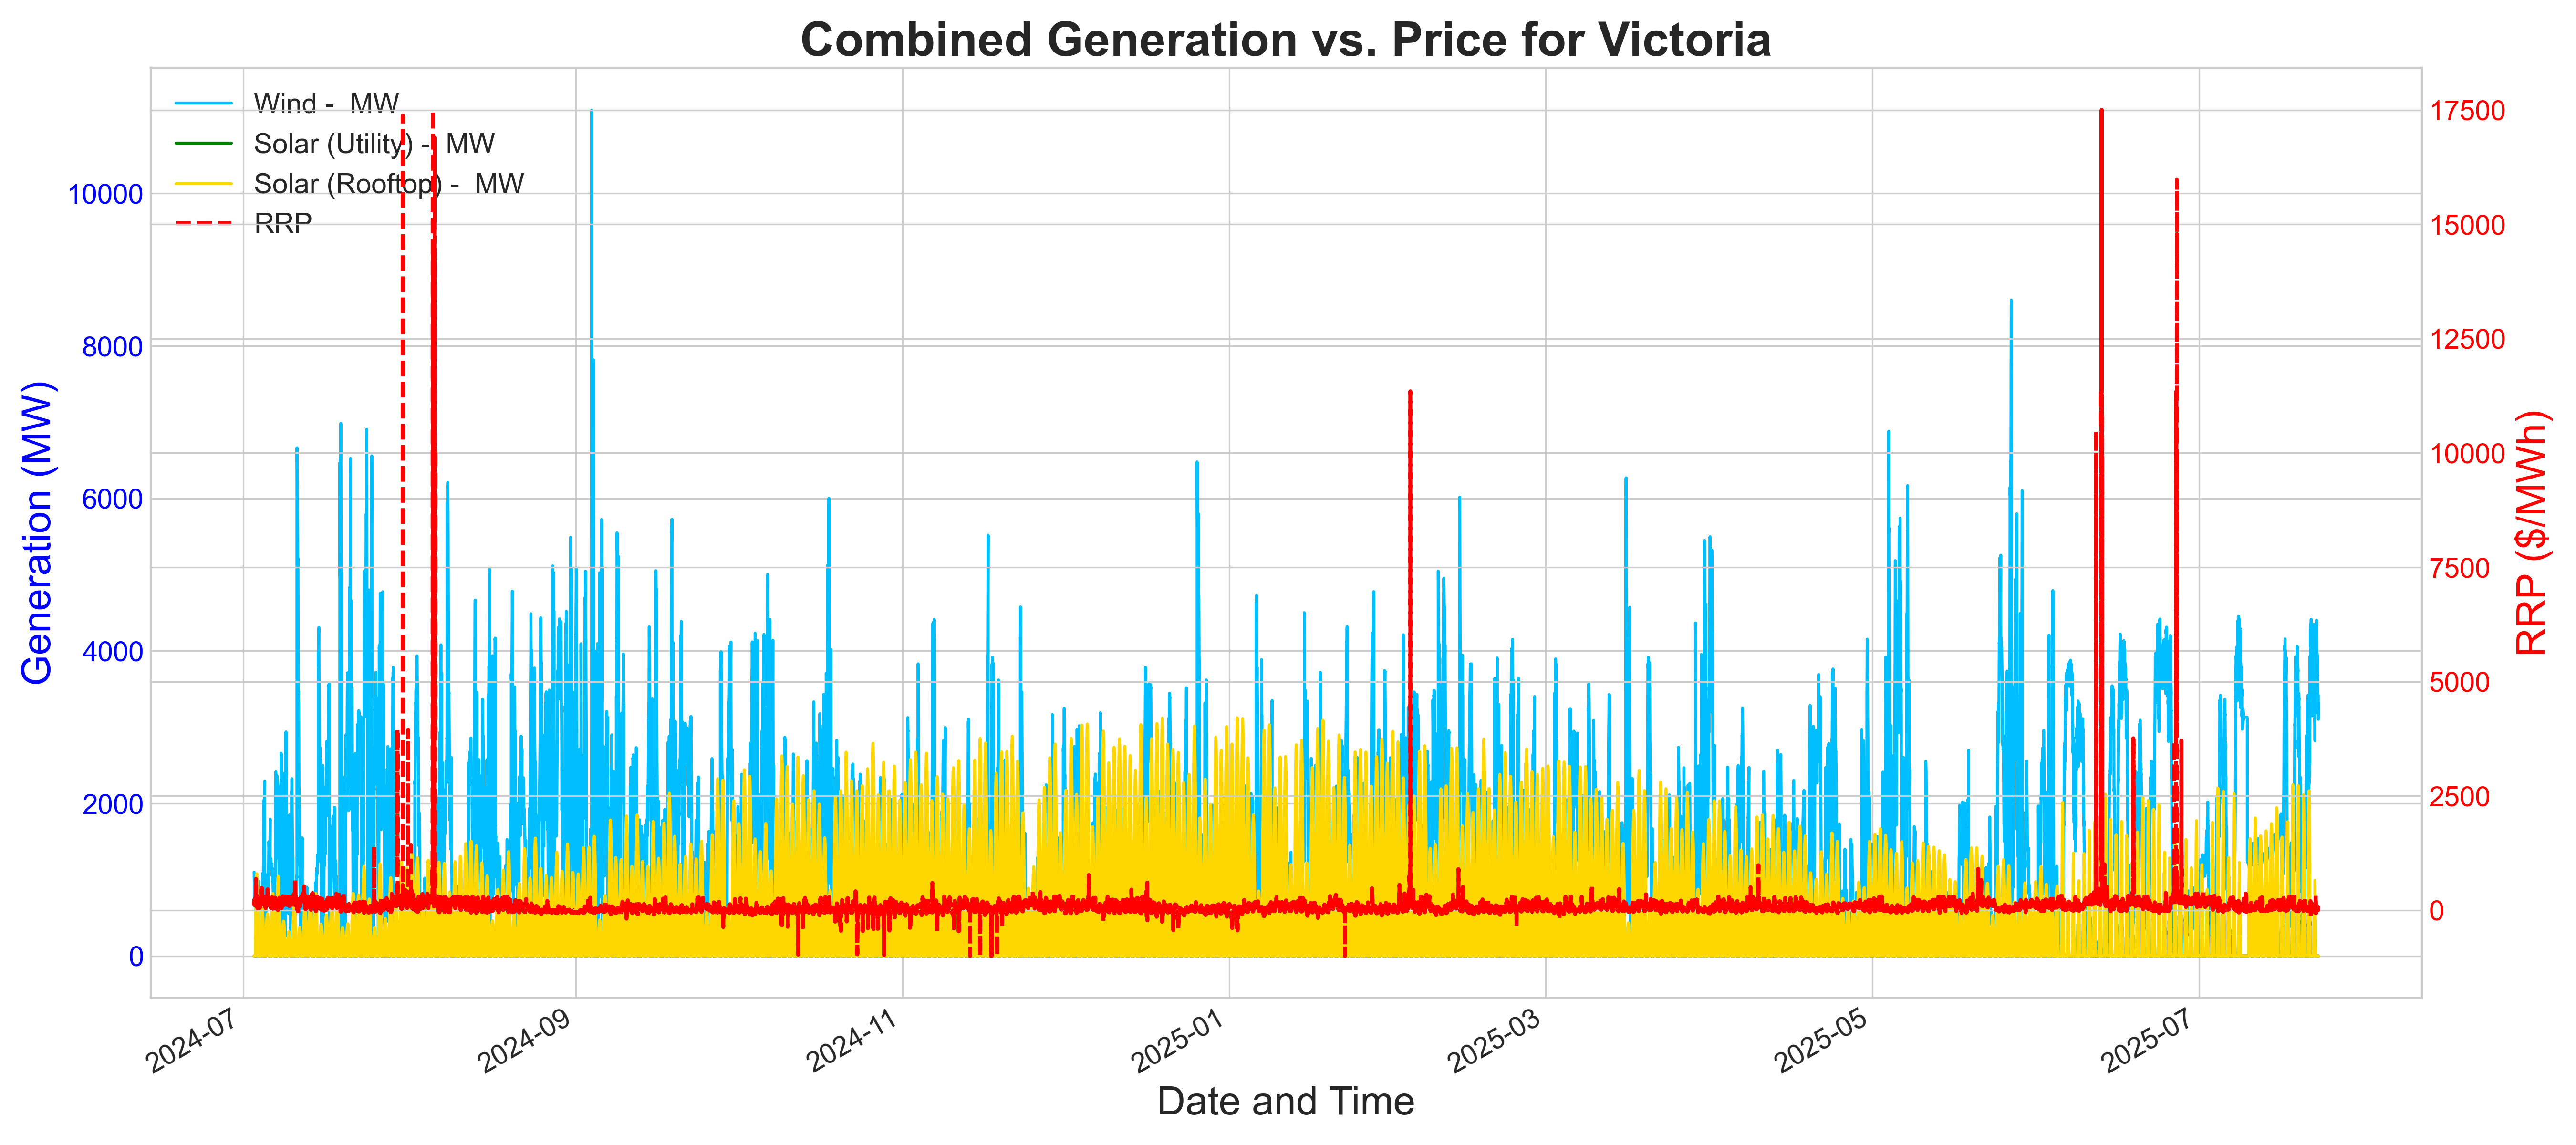 Combined Generation vs. Price for Victoria
Wind -  MW
Solar (Utility) -  MW
Solar (Rooftop) -  MW
RRP
Generation (MW)
10000
8000
6000
4000
2000
0
17500
15000
12500
10000
7500
5000
2500
0
RRP ($/MWh)
2024-07
2024-09
2024-11
2025-01
2025-03
2025-05
2025-07
Date and Time